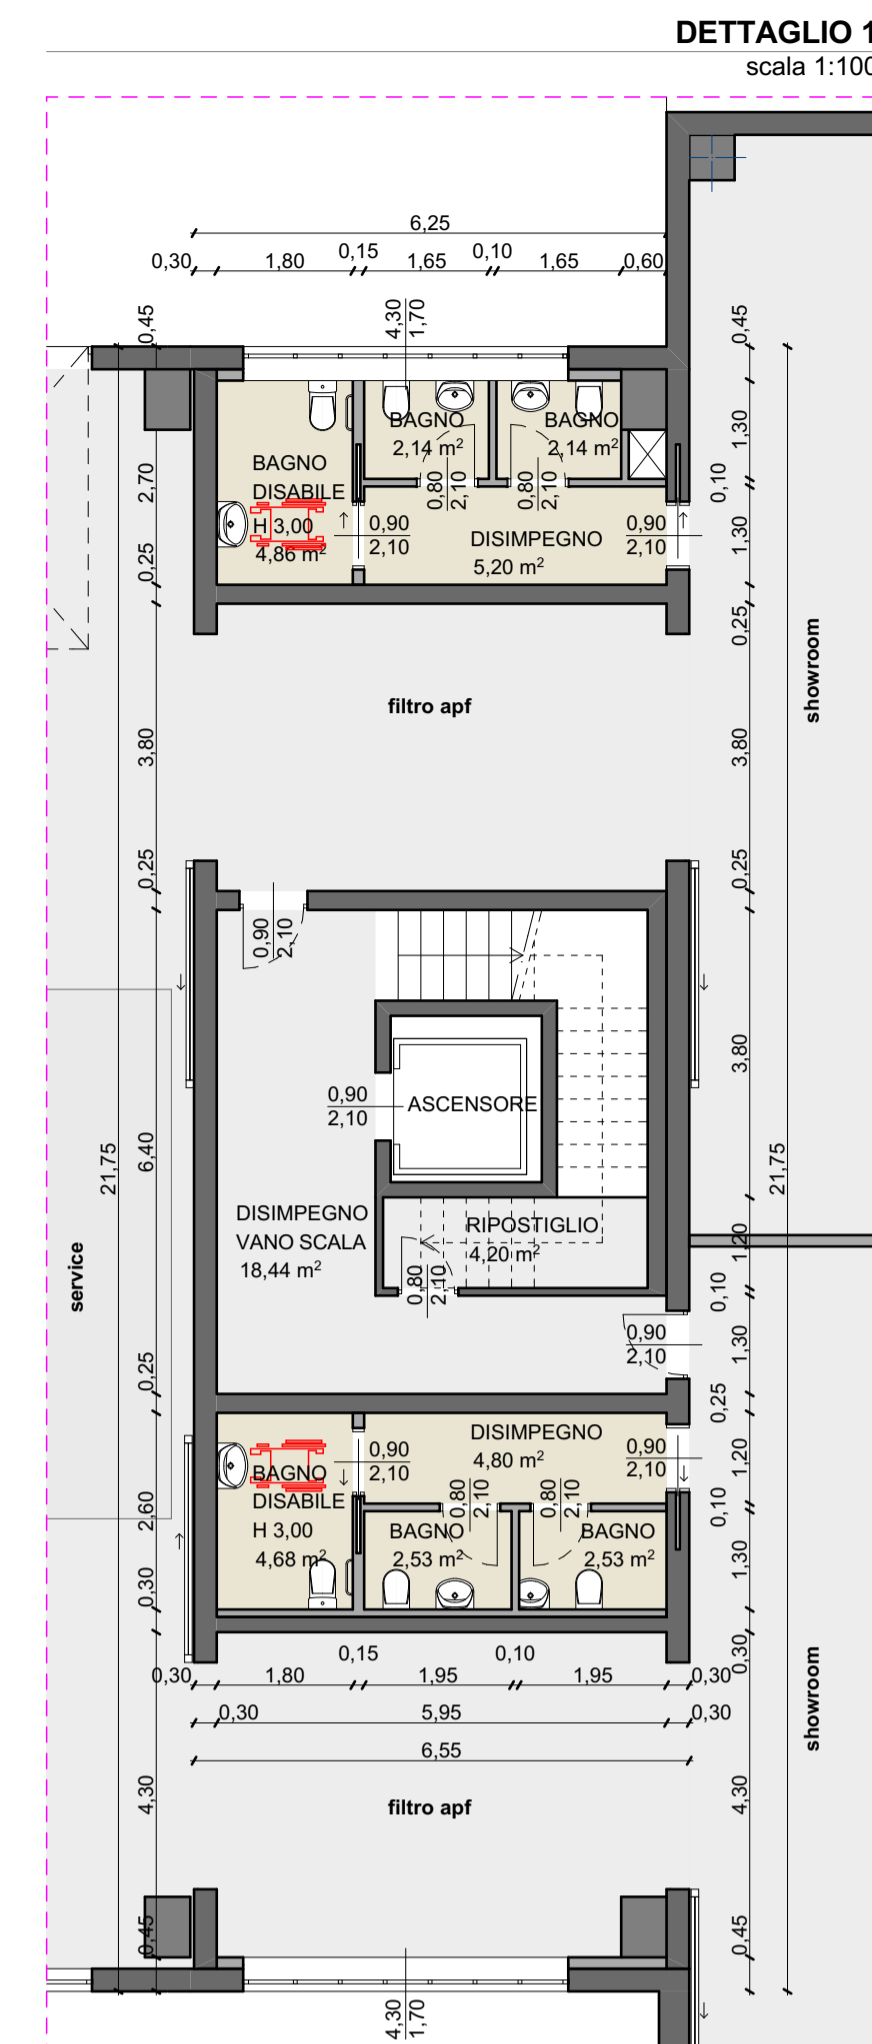 DETTAGLIO 1
scala 1:100
6,25
0,30
1,80
0,15
1,65
0,10
1,65
0,60
4,30
1,70
0,45
0,45
BAGNO
2,14 m²
BAGNO
2,14 m²
BAGNO
DISABILE
H 3,00
4,86 m²
0,80
2,10
0,80
2,10
0,90
2,10
DISIMPEGNO
5,20 m²
0,90
2,10
2,70
0,25
1,30
0,10
1,30
0,25
showroom
filtro apf
3,80
3,80
0,25
0,25
0,90
2,10
0,90
2,10
ASCENSORE
3,80
21,75
6,40
21,75
DISIMPEGNO
VANO SCALA
18,44 m²
RIPOSTIGLIO
4,20 m²
0,80
2,10
service
1,20
0,10
0,90
2,10
1,30
0,25
0,25
DISIMPEGNO
4,80 m²
0,90
2,10
0,90
2,10
BAGNO
DISABILE
H 3,00
4,68 m²
0,80
2,10
0,80
2,10
BAGNO
2,53 m²
BAGNO
2,53 m²
2,60
0,30
1,20
0,10
1,30
0,30
0,15
0,10
0,30
1,80
1,95
1,95
0,30
0,30
5,95
0,30
6,55
showroom
filtro apf
4,30
4,30
0,45
0,45
4,30
1,70